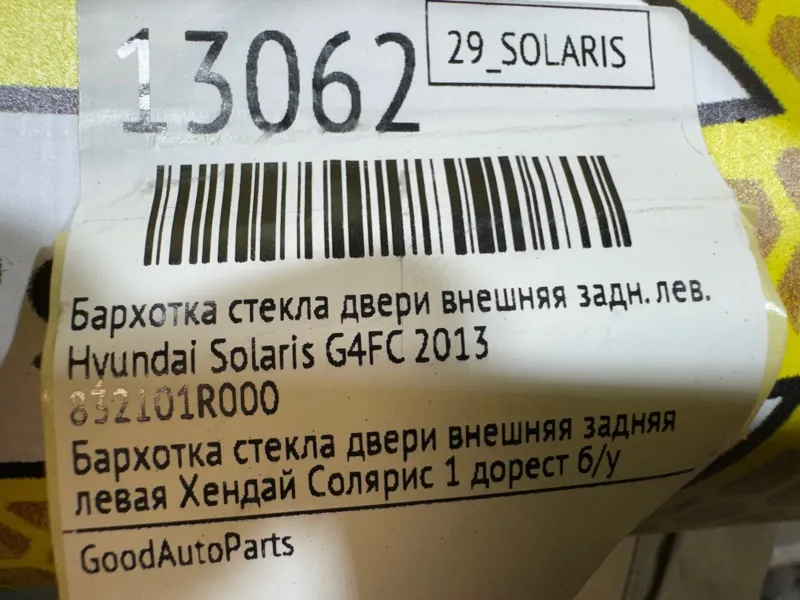 13062
29_SOLARIS
Бархотка стекла двери внешняя задн. лев.
Hyundai Solaris G4FC 2013
832101R000
Бархотка стекла двери внешняя задняя
левая Хендай Солярис 1 дорест б/у
GoodAutoParts